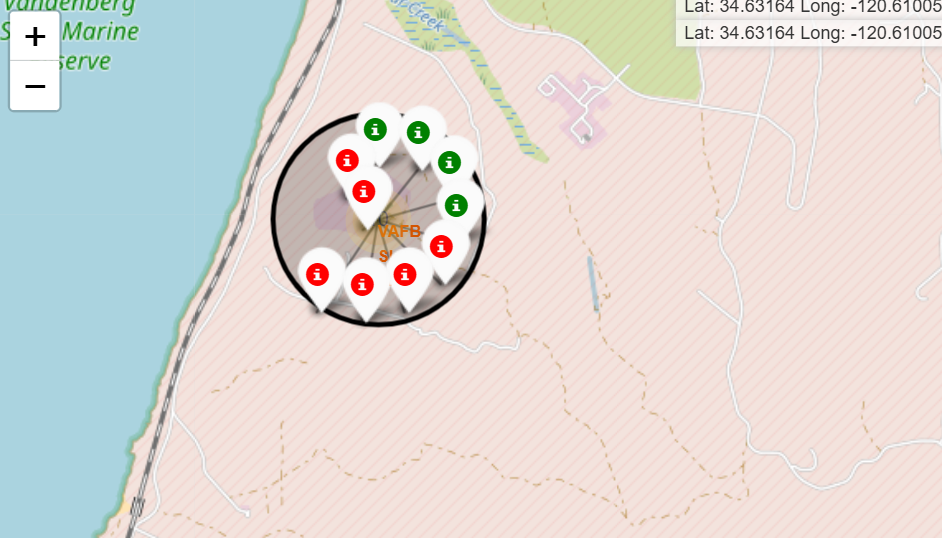 Vandenberg
Marine
serve
Creek
Lat: 34.63164 Long: -120.61005
Lat: 34.63164 Long: -120.61005
+
−
VAFB